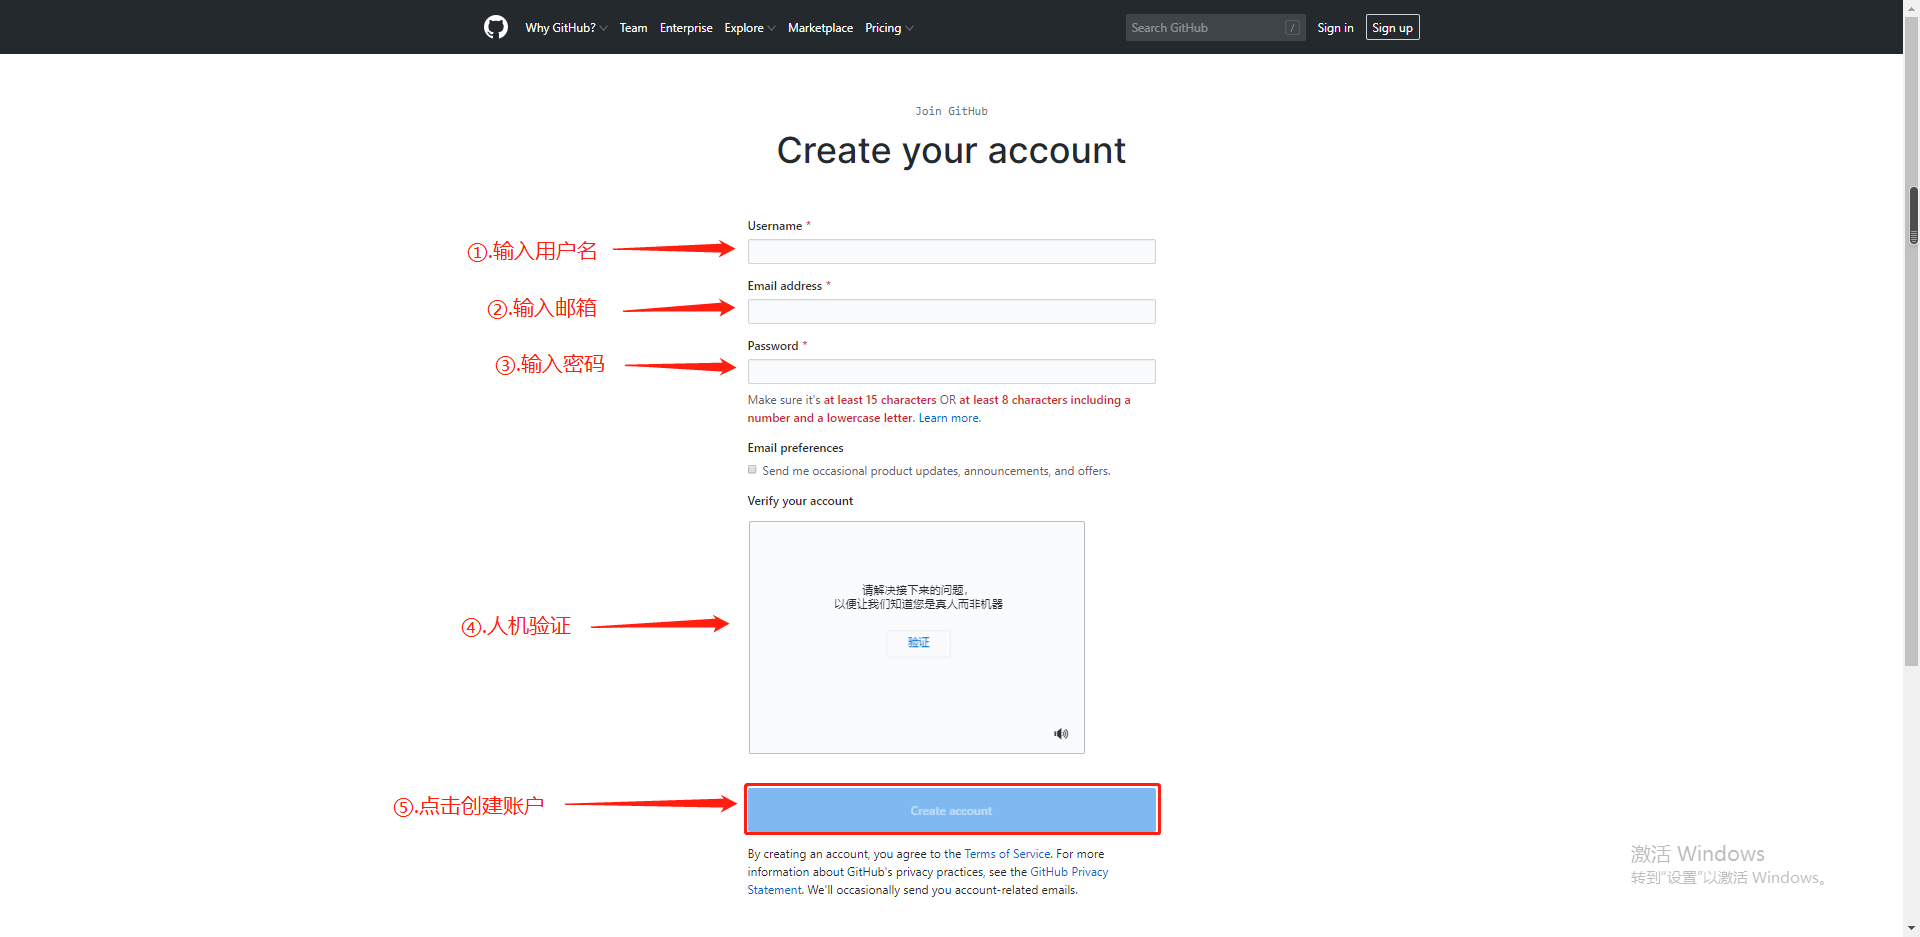 Why GitHub? Team Enterprise Explore Marketplace Pricing Search GitHub / Sign in Sign up
Join GitHub
Create your account
Username *
①.输入用户名
Email address *
②.输入邮箱
Password *
③.输入密码
Make sure it's at least 15 characters OR at least 8 characters including a
number and a lowercase letter. Learn more.
Email preferences
Send me occasional product updates, announcements, and offers.
Verify your account
请解决接下来的问题，
以便让我们知道您是真人而非机器
④.人机验证
验证
⑤.点击创建账户
Create account
By creating an account, you agree to the Terms of Service. For more
information about GitHub's privacy practices, see the GitHub Privacy
Statement. We'll occasionally send you account-related emails.
激活 Windows
转到“设置”以激活 Windows。